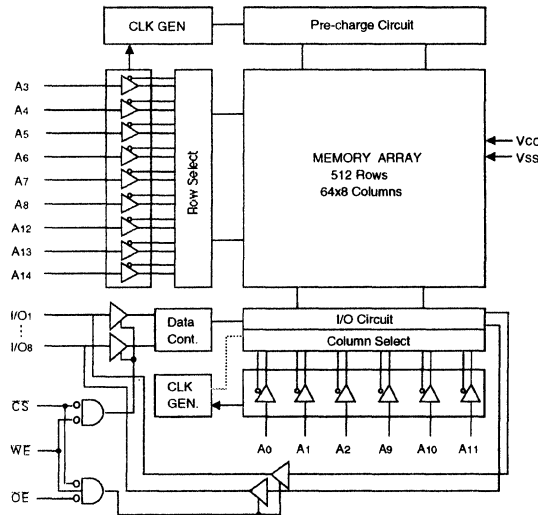 CLK GEN
Pre-charge Circuit
A3
A4
A5
A6
A7
A8
A12
A13
A14
Row Select
MEMORY ARRAY
512 Rows
64x8 Columns
Vcc
Vss
I/O1
I/O8
Data
Cont.
I/O Circuit
Column Select
CLK
GEN.
A0 A1 A2 A9 A10 A11
CS
WE
OE